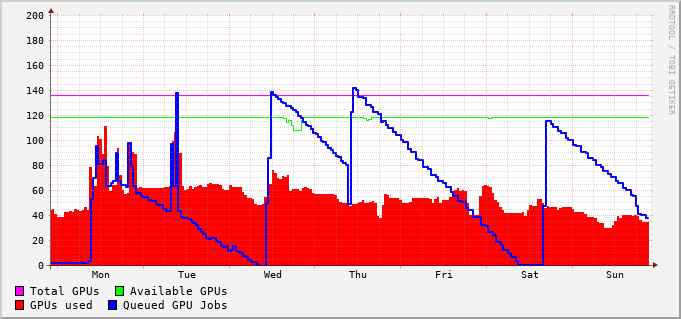 200
180
160
140
120
100
80
60
40
20
0
Mon Tue Wed Thu Fri Sat Sun
Total GPUs Available GPUs
GPUs used Queued GPU Jobs
RRDTOOL / TOBI OETIKER